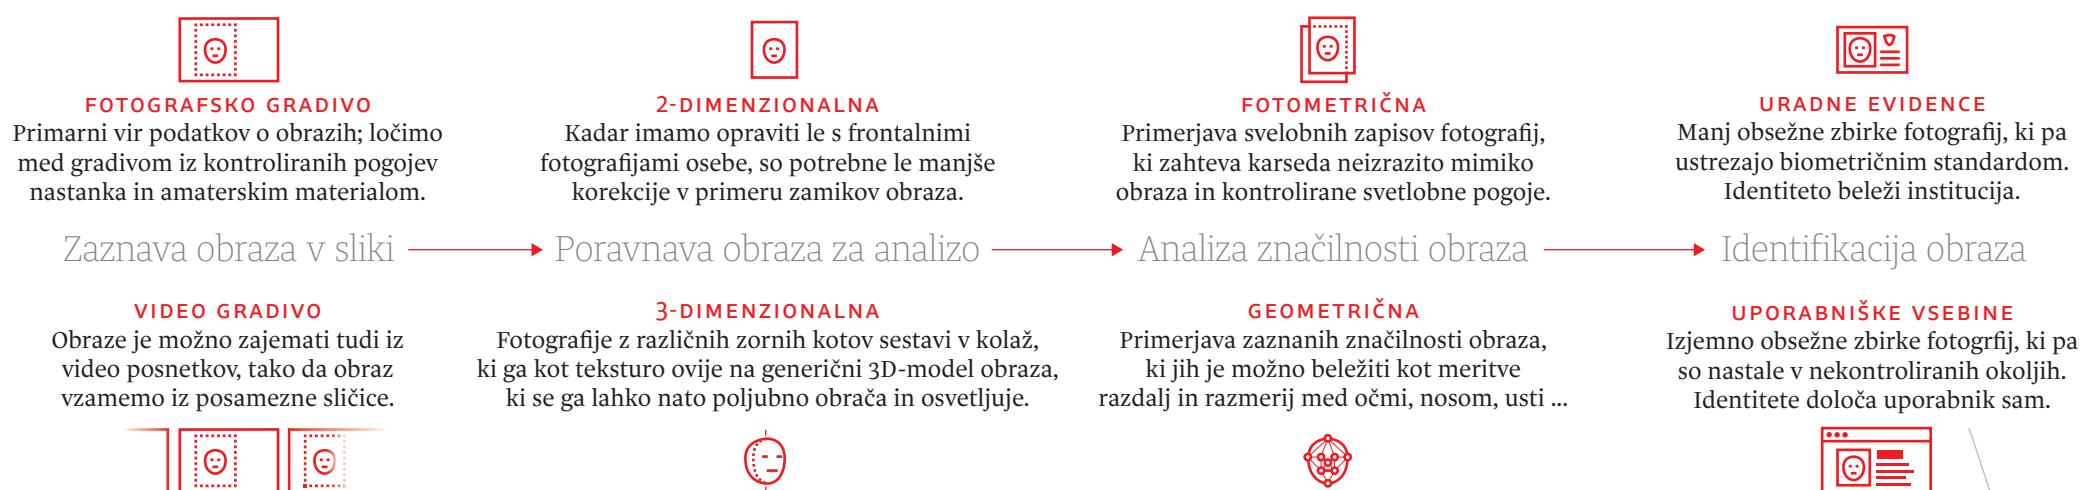 FOTOGRAFSKO GRADIVO
Primarni vir podatkov o obrazih; ločimo
med gradivom iz kontroliranih pogojev
nastanka in amaterskim materialom.
2-DIMENZIONALNA
Kadar imamo opraviti le s frontalnimi
fotografijami osebe, so potrebne le manjše
korekcije v primeru zamikov obraza.
FOTOMETRIČNA
Primerjava svelobnih zapisov fotografij,
ki zahteva karseda neizrazito mimiko
obraza in kontrolirane svetlobne pogoje.
URADNE EVIDENCE
Manj obsežne zbirke fotografij, ki pa
ustrezajo biometričnim standardom.
Identiteto beleži institucija.
Zaznava obraza v sliki
Poravnava obraza za analizo
Analiza značilnosti obraza
Identifikacija obraza
VIDEO GRADIVO
Obraze je možno zajemati tudi iz
video posnetkov, tako da obraz
vzamemo iz posamezne sličice.
3-DIMENZIONALNA
Fotografije z različnih zornih kotov sestavi v kolaž,
ki ga kot teksturo ovije na generični 3D-model obraza,
ki se ga lahko nato poljubno obrača in osvetljuje.
GEOMETRIČNA
Primerjava zaznanih značilnosti obraza,
ki jih je možno beležiti kot meritve
razdalj in razmerij med očmi, nosom, usti ...
UPORABNIŠKE VSEBINE
Izjemno obsežne zbirke fotogrfij, ki pa
so nastale v nekontroliranih okoljih.
Identitete določa uporabnik sam.